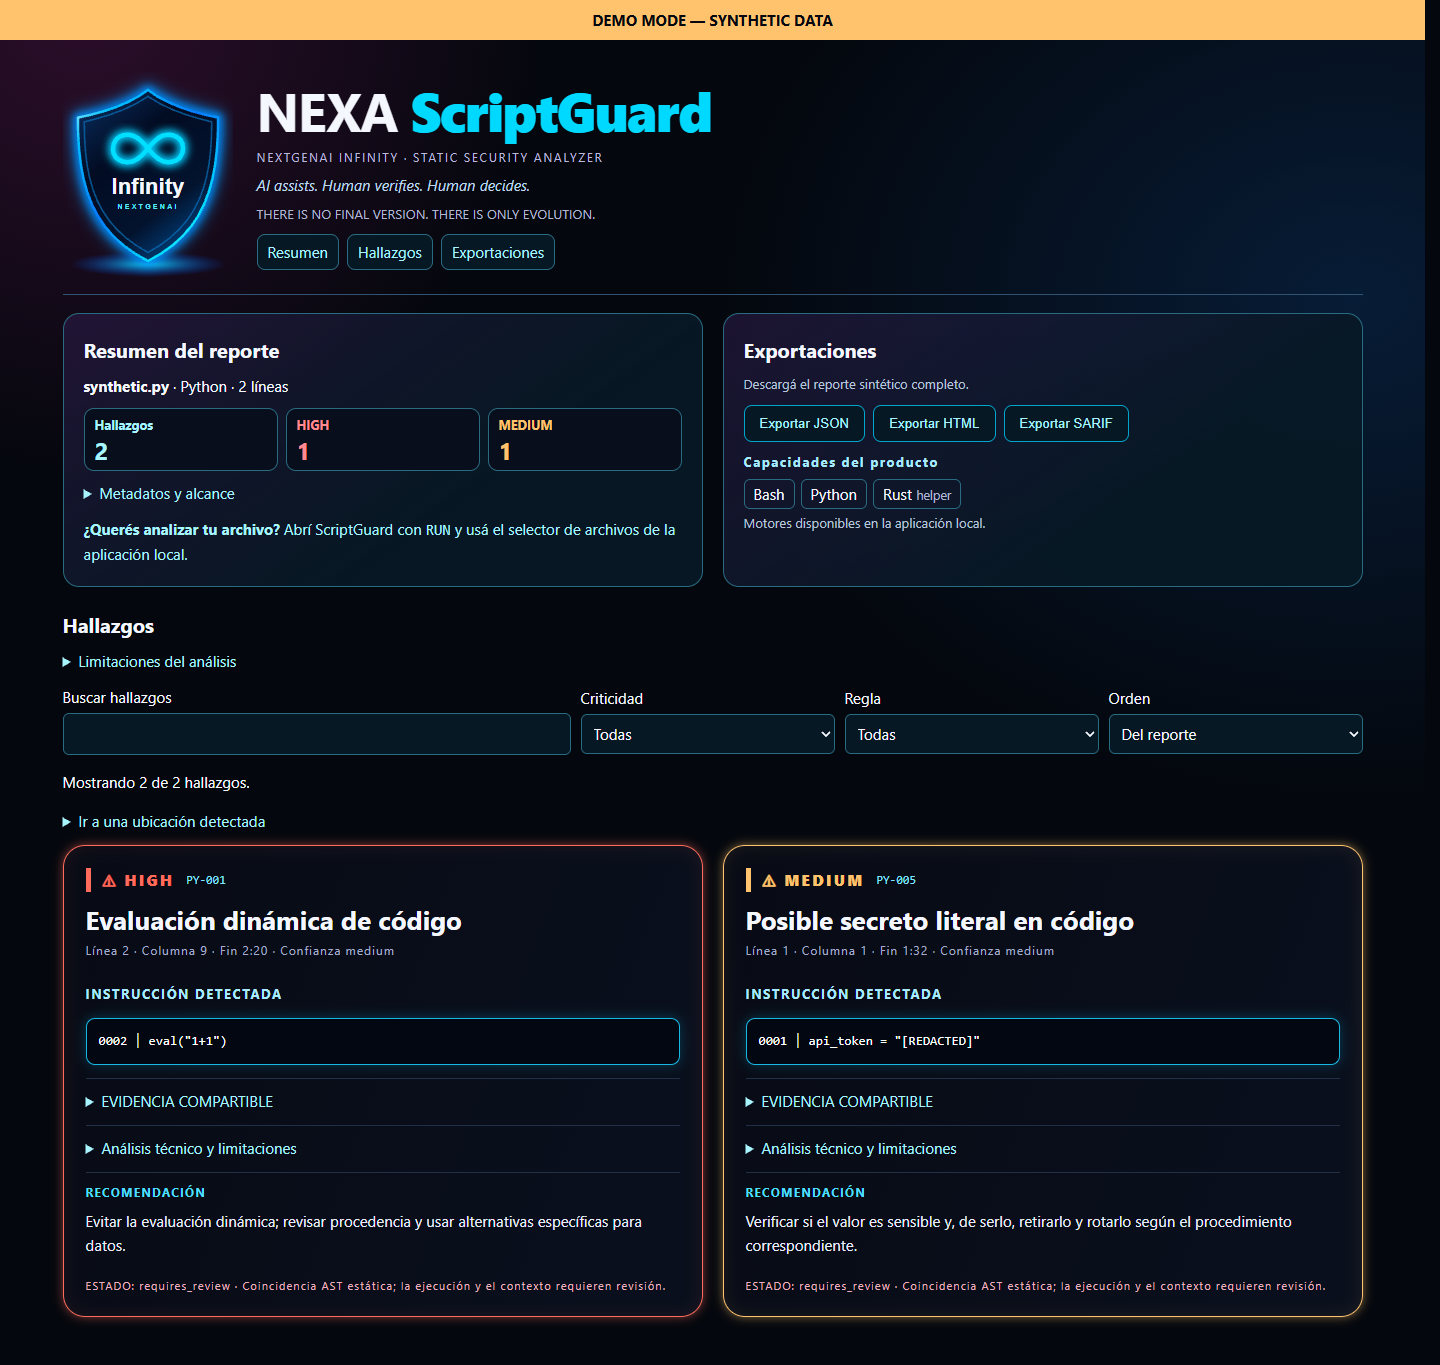 DEMO MODE — SYNTHETIC DATA
Infinity
NEXTGENAI
NEXA ScriptGuard
NEXTGENAI INFINITY · STATIC SECURITY ANALYZER
AI assists. Human verifies. Human decides.
THERE IS NO FINAL VERSION. THERE IS ONLY EVOLUTION.
Resumen Hallazgos Exportaciones
Resumen del reporte
synthetic.py · Python · 2 líneas
Hallazgos HIGH MEDIUM
2 1 1
Metadatos y alcance
¿Querés analizar tu archivo? Abrí ScriptGuard con RUN y usá el selector de archivos de la
aplicación local.
Exportaciones
Descargá el reporte sintético completo.
Exportar JSON Exportar HTML Exportar SARIF
Capacidades del producto
Bash Python Rust helper
Motores disponibles en la aplicación local.
Hallazgos
Limitaciones del análisis
Buscar hallazgos Criticidad Regla Orden
Todas Todas Del reporte
Mostrando 2 de 2 hallazgos.
Ir a una ubicación detectada
HIGH PY-001
Evaluación dinámica de código
Línea 2 · Columna 9 · Fin 2:20 · Confianza medium
INSTRUCCIÓN DETECTADA
0002 | eval("1+1")
EVIDENCIA COMPARTIBLE
Análisis técnico y limitaciones
RECOMENDACIÓN
Evitar la evaluación dinámica; revisar procedencia y usar alternativas específicas para
datos.
ESTADO: requires_review · Coincidencia AST estática; la ejecución y el contexto requieren revisión.
MEDIUM PY-005
Posible secreto literal en código
Línea 1 · Columna 1 · Fin 1:32 · Confianza medium
INSTRUCCIÓN DETECTADA
0001 | api_token = "[REDACTED]"
EVIDENCIA COMPARTIBLE
Análisis técnico y limitaciones
RECOMENDACIÓN
Verificar si el valor es sensible y, de serlo, retirarlo y rotarlo según el procedimiento
correspondiente.
ESTADO: requires_review · Coincidencia AST estática; la ejecución y el contexto requieren revisión.